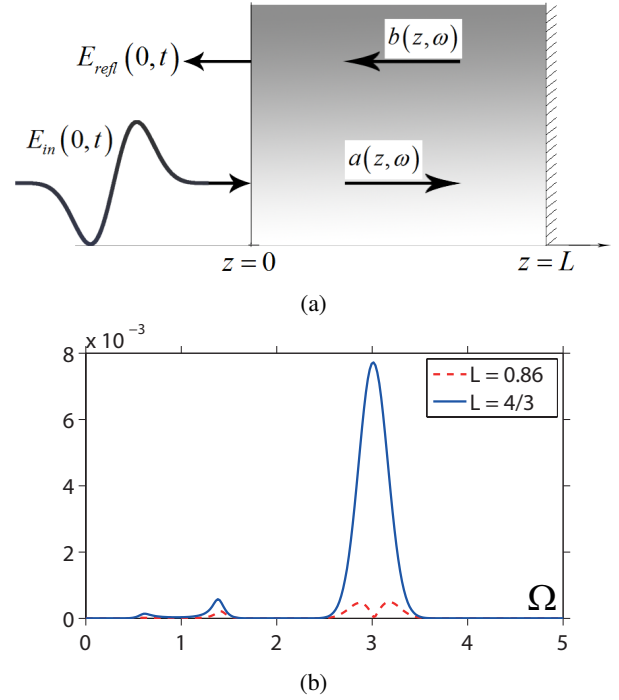 E_refl(0,t)
b(z,ω)
E_in(0,t)
a(z,ω)
z=0
z=L
(a)
x 10⁻³
8
6
4
2
0
L = 0.86
L = 4/3
Ω
0 1 2 3 4 5
(b)